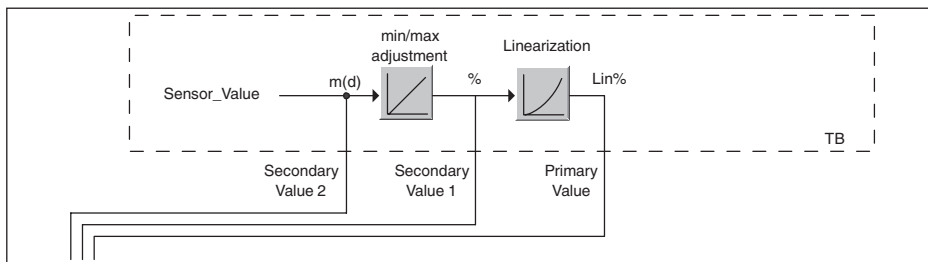 min/max
adjustment
Linearization
Sensor_Value
m(d)
%
Lin%
TB
Secondary
Value 2
Secondary
Value 1
Primary
Value